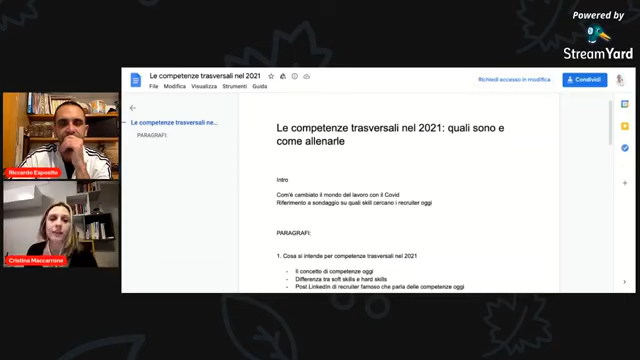 Powered by
StreamYard
Le competenze trasversali nel 2021
File Modifica Visualizza Strumenti Guida
Richiedi accesso in modifica
Condividi
Le competenze trasversali ne...
PARAGRAFI:
Le competenze trasversali nel 2021: quali sono e
come allenarle
Intro
Com'è cambiato il mondo del lavoro con il Covid
Riferimento a sondaggio su quali skill cercano i recruiter oggi
PARAGRAFI:
1. Cosa si intende per competenze trasversali nel 2021
- Il concetto di competenze oggi
- Differenza tra soft skills e hard skills
- Post LinkedIn di recruiter famoso che parla delle competenze oggi
Riccardo Esposito
Cristina Maccarrone